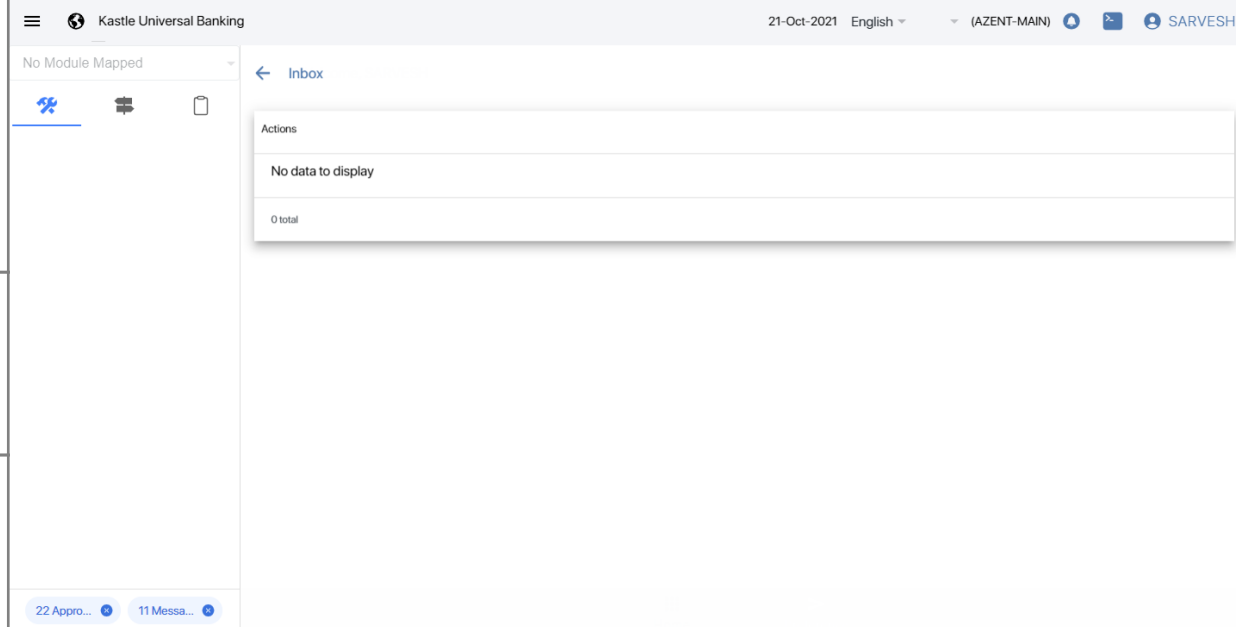 Kastle Universal Banking
21-Oct-2021 English (AZENT-MAIN) SARVESH
No Module Mapped
Inbox
Actions
No data to display
0 total
22 Appro... 11 Messa...